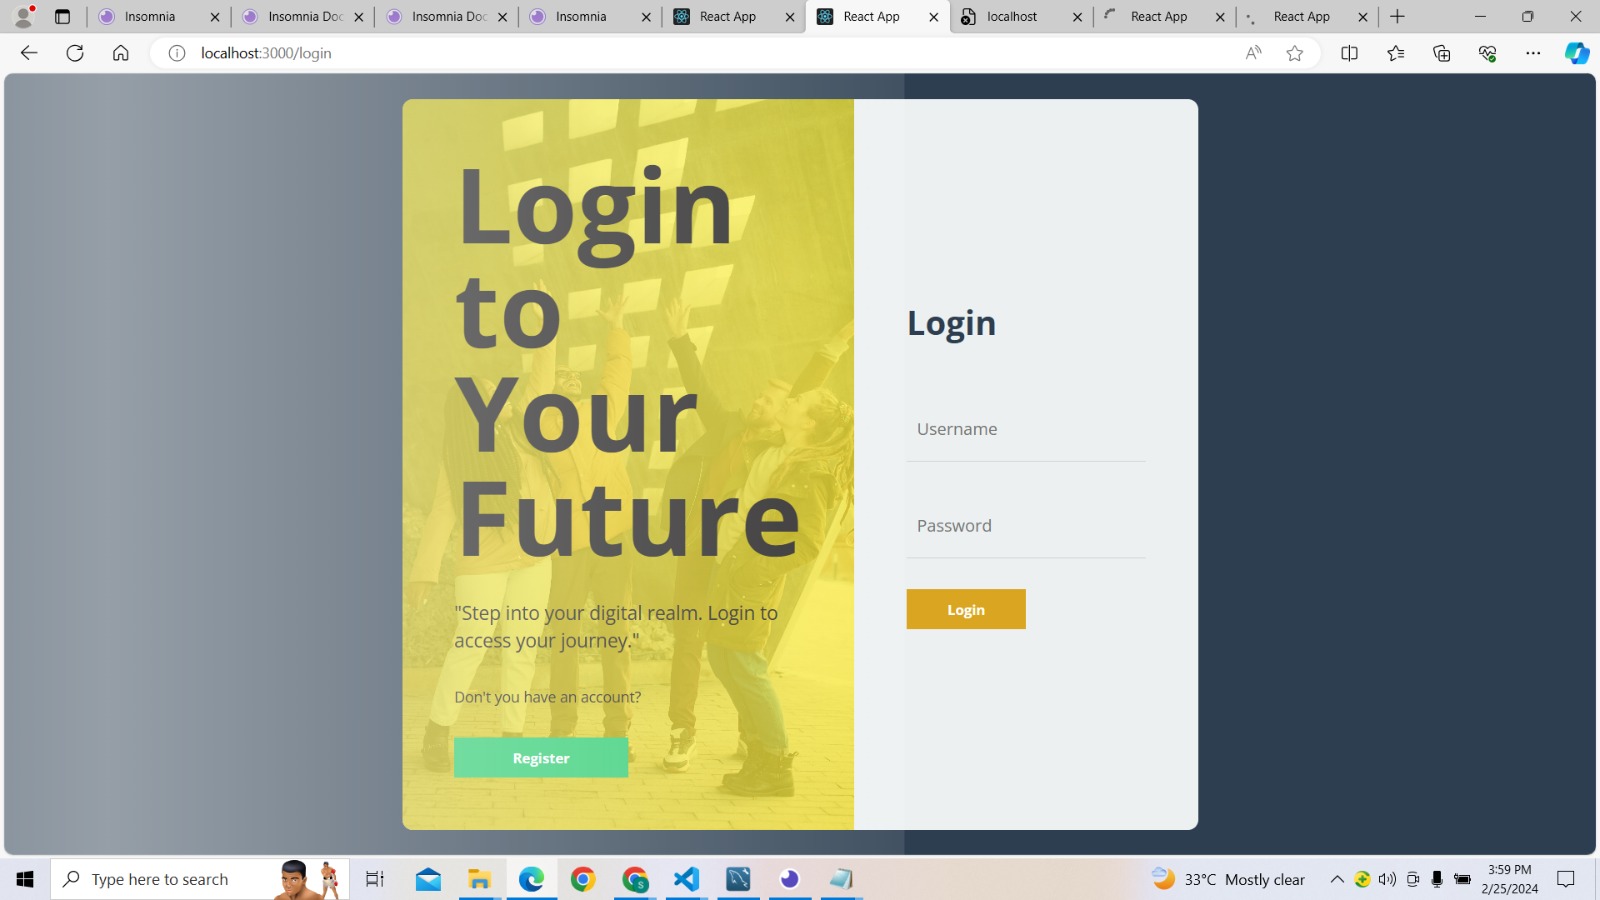 Insomnia
Insomnia Doc
Insomnia Doc
Insomnia
React App
React App
localhost
React App
React App
localhost:3000/login
Login
to
Your
Future
"Step into your digital realm. Login to
access your journey."
Don't you have an account?
Register
Login
Username
Password
Login
Type here to search
33°C Mostly clear
3:59 PM
2/25/2024